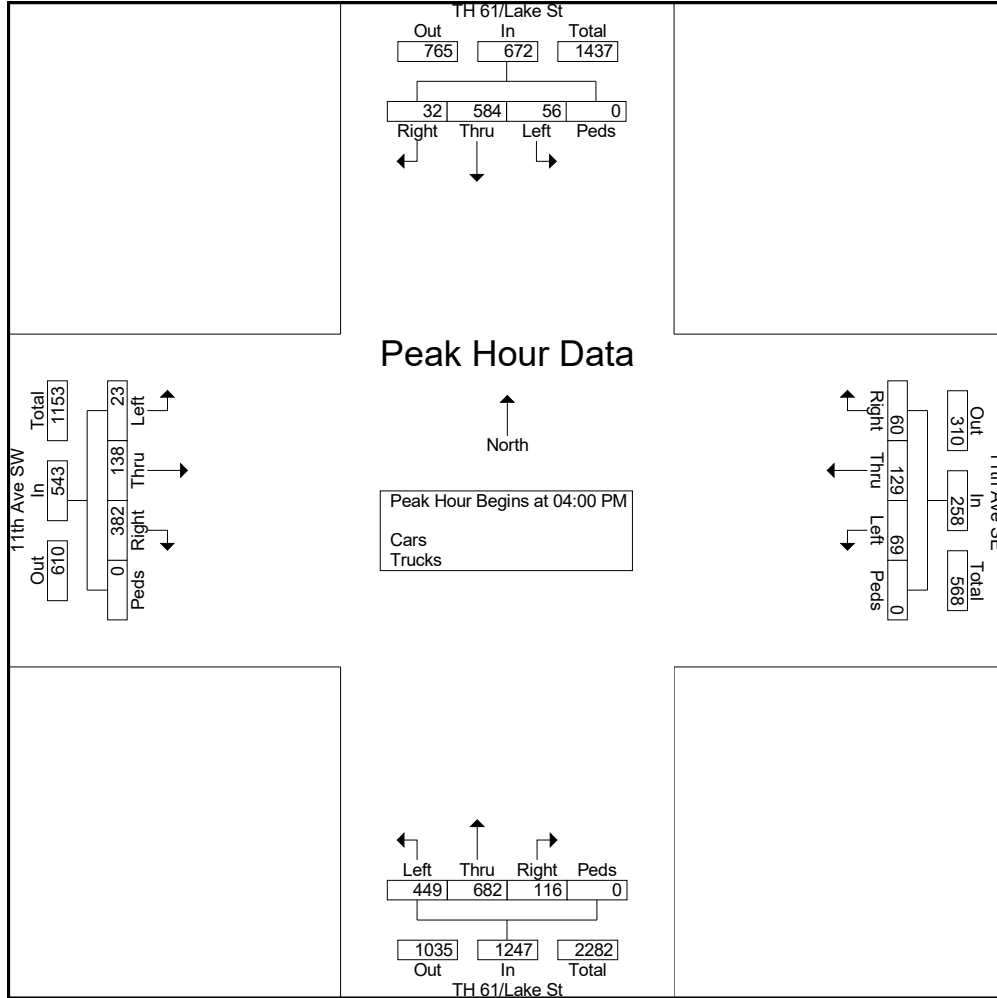 TH 61/Lake St
Out In Total
765 672 1437
32 584 56 0
Right Thru Left Peds
Peak Hour Data
North
Peak Hour Begins at 04:00 PM
Cars
Trucks
11th Ave SW
Total In Out
1153 543 610
23 138 382 0
Left Thru Right Peds
11th Ave SE
Out In Total
310 258 568
60 129 69 0
Right Thru Left Peds
Left Thru Right Peds
449 682 116 0
1035 1247 2282
Out In Total
TH 61/Lake St